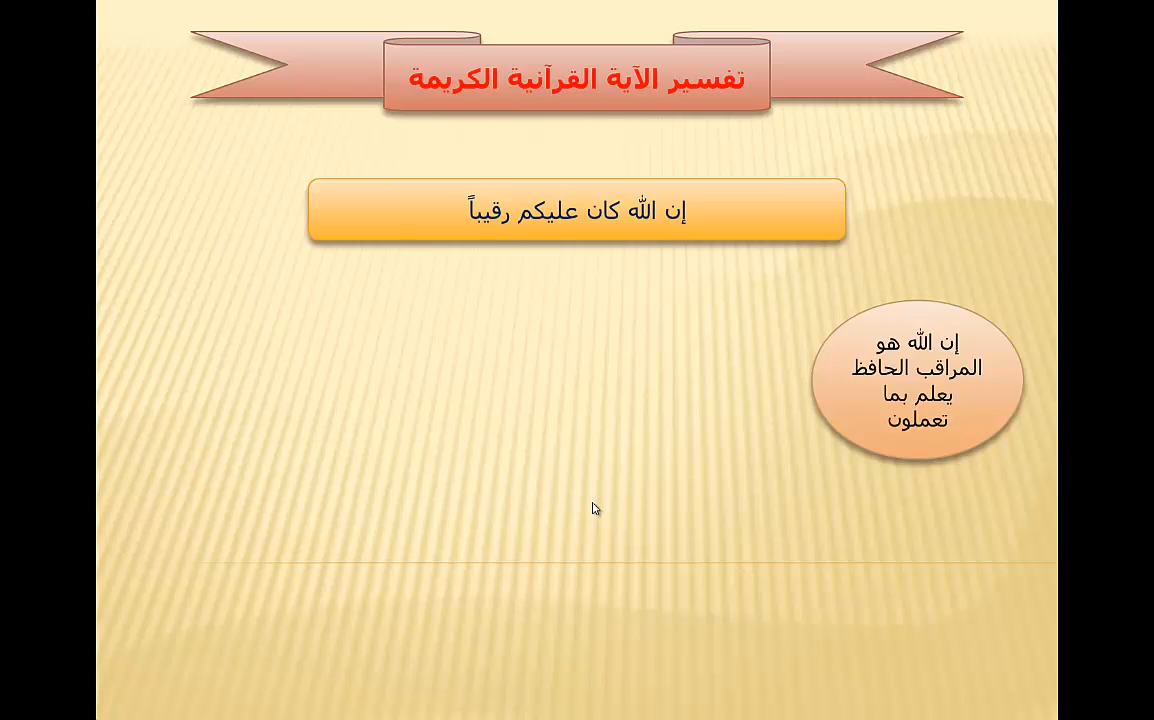 تفسير الآية القرآنية الكريمة
إن الله كان عليكم رقيباً
إن الله هو
المراقب الحافظ
يعلم بما
تعملون